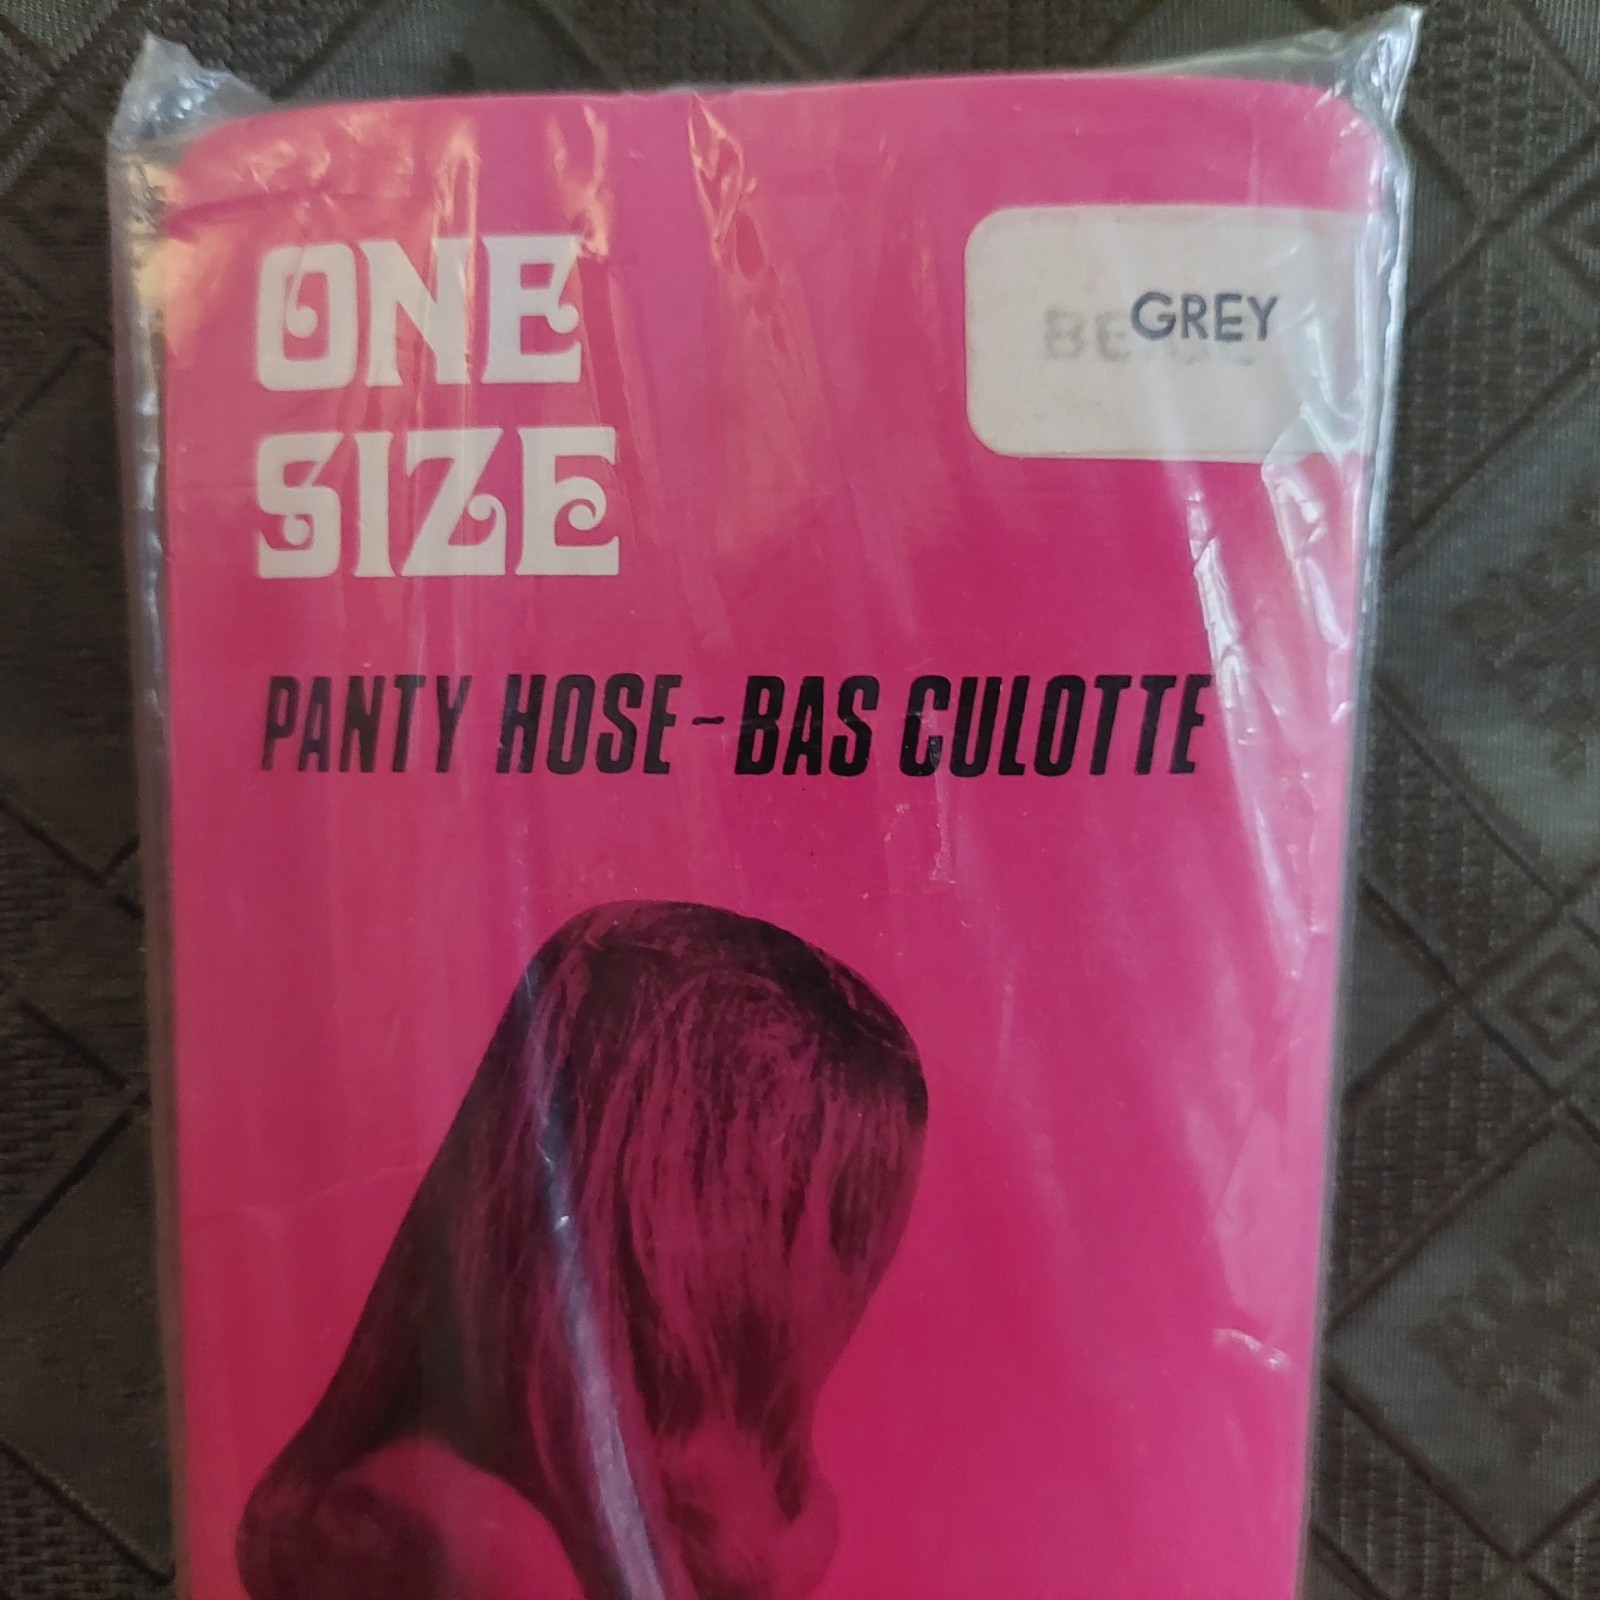 ONE
SIZE
GREY
PANTY HOSE - BAS CULOTTE